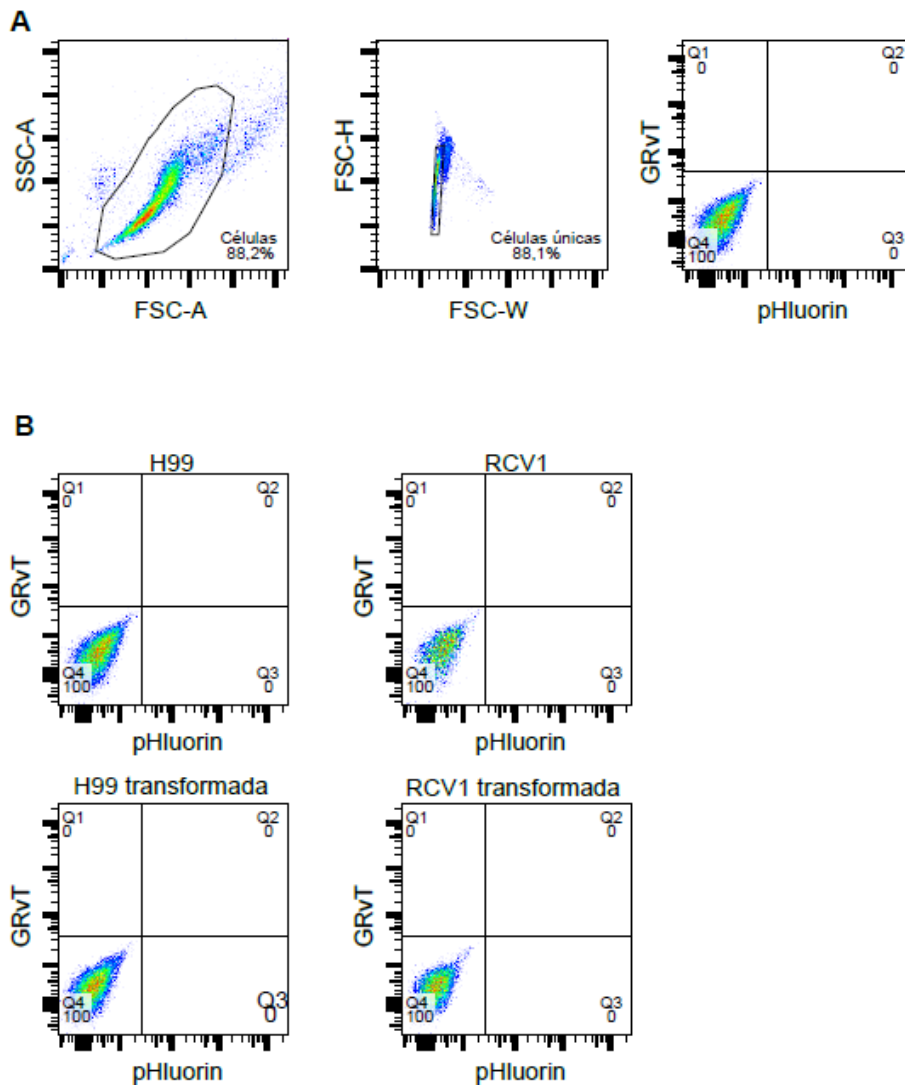 A
SSC-A
Células
88,2%
FSC-A
FSC-H
Células únicas
88,1%
FSC-W
GRvT
Q1
0
Q2
0
Q4
100
Q3
0
pHluorin
B
H99
GRvT
Q1
0
Q2
0
Q4
100
Q3
0
pHluorin
RCV1
GRvT
Q1
0
Q2
0
Q4
100
Q3
0
pHluorin
H99 transformada
GRvT
Q1
0
Q2
0
Q4
100
Q3
0
pHluorin
RCV1 transformada
GRvT
Q1
0
Q2
0
Q4
100
Q3
0
pHluorin